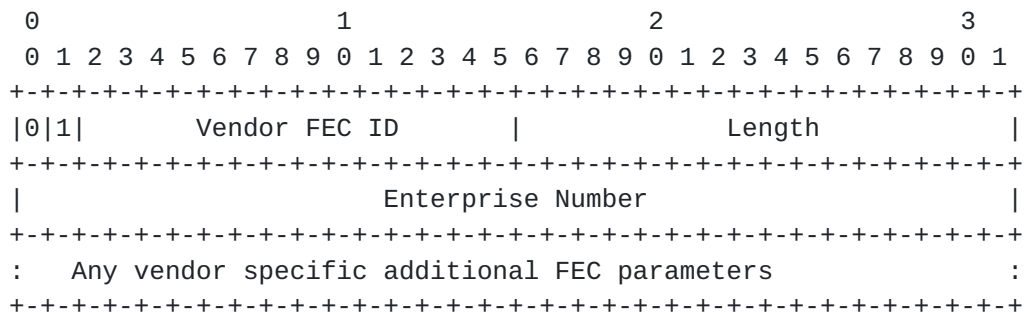 0                   1                   2                   3
 0 1 2 3 4 5 6 7 8 9 0 1 2 3 4 5 6 7 8 9 0 1 2 3 4 5 6 7 8 9 0 1
+-+-+-+-+-+-+-+-+-+-+-+-+-+-+-+-+-+-+-+-+-+-+-+-+-+-+-+-+-+-+-+-+
|0|1|       Vendor FEC ID       |             Length            |
+-+-+-+-+-+-+-+-+-+-+-+-+-+-+-+-+-+-+-+-+-+-+-+-+-+-+-+-+-+-+-+-+
|                       Enterprise Number                       |
+-+-+-+-+-+-+-+-+-+-+-+-+-+-+-+-+-+-+-+-+-+-+-+-+-+-+-+-+-+-+-+-+
:   Any vendor specific additional FEC parameters               :
+-+-+-+-+-+-+-+-+-+-+-+-+-+-+-+-+-+-+-+-+-+-+-+-+-+-+-+-+-+-+-+-+